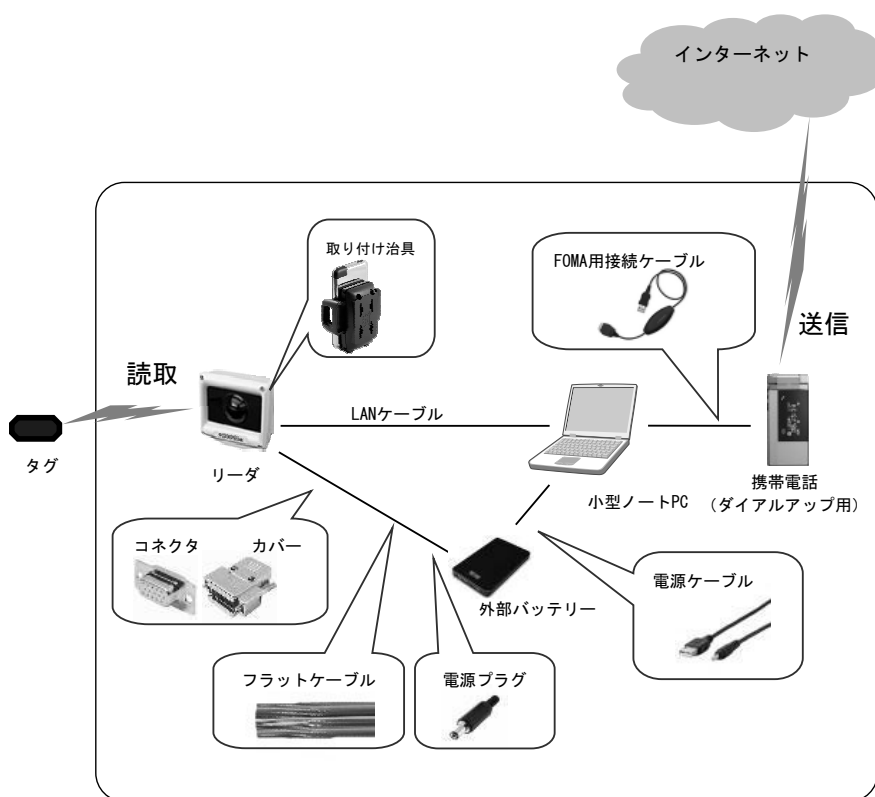 インターネット
取り付け治具
FOMA用接続ケーブル
送信
読取
LANケーブル
タグ
リーダ
小型ノートPC
携帯電話
（ダイアルアップ用）
コネクタ
カバー
外部バッテリー
電源ケーブル
フラットケーブル
電源プラグ